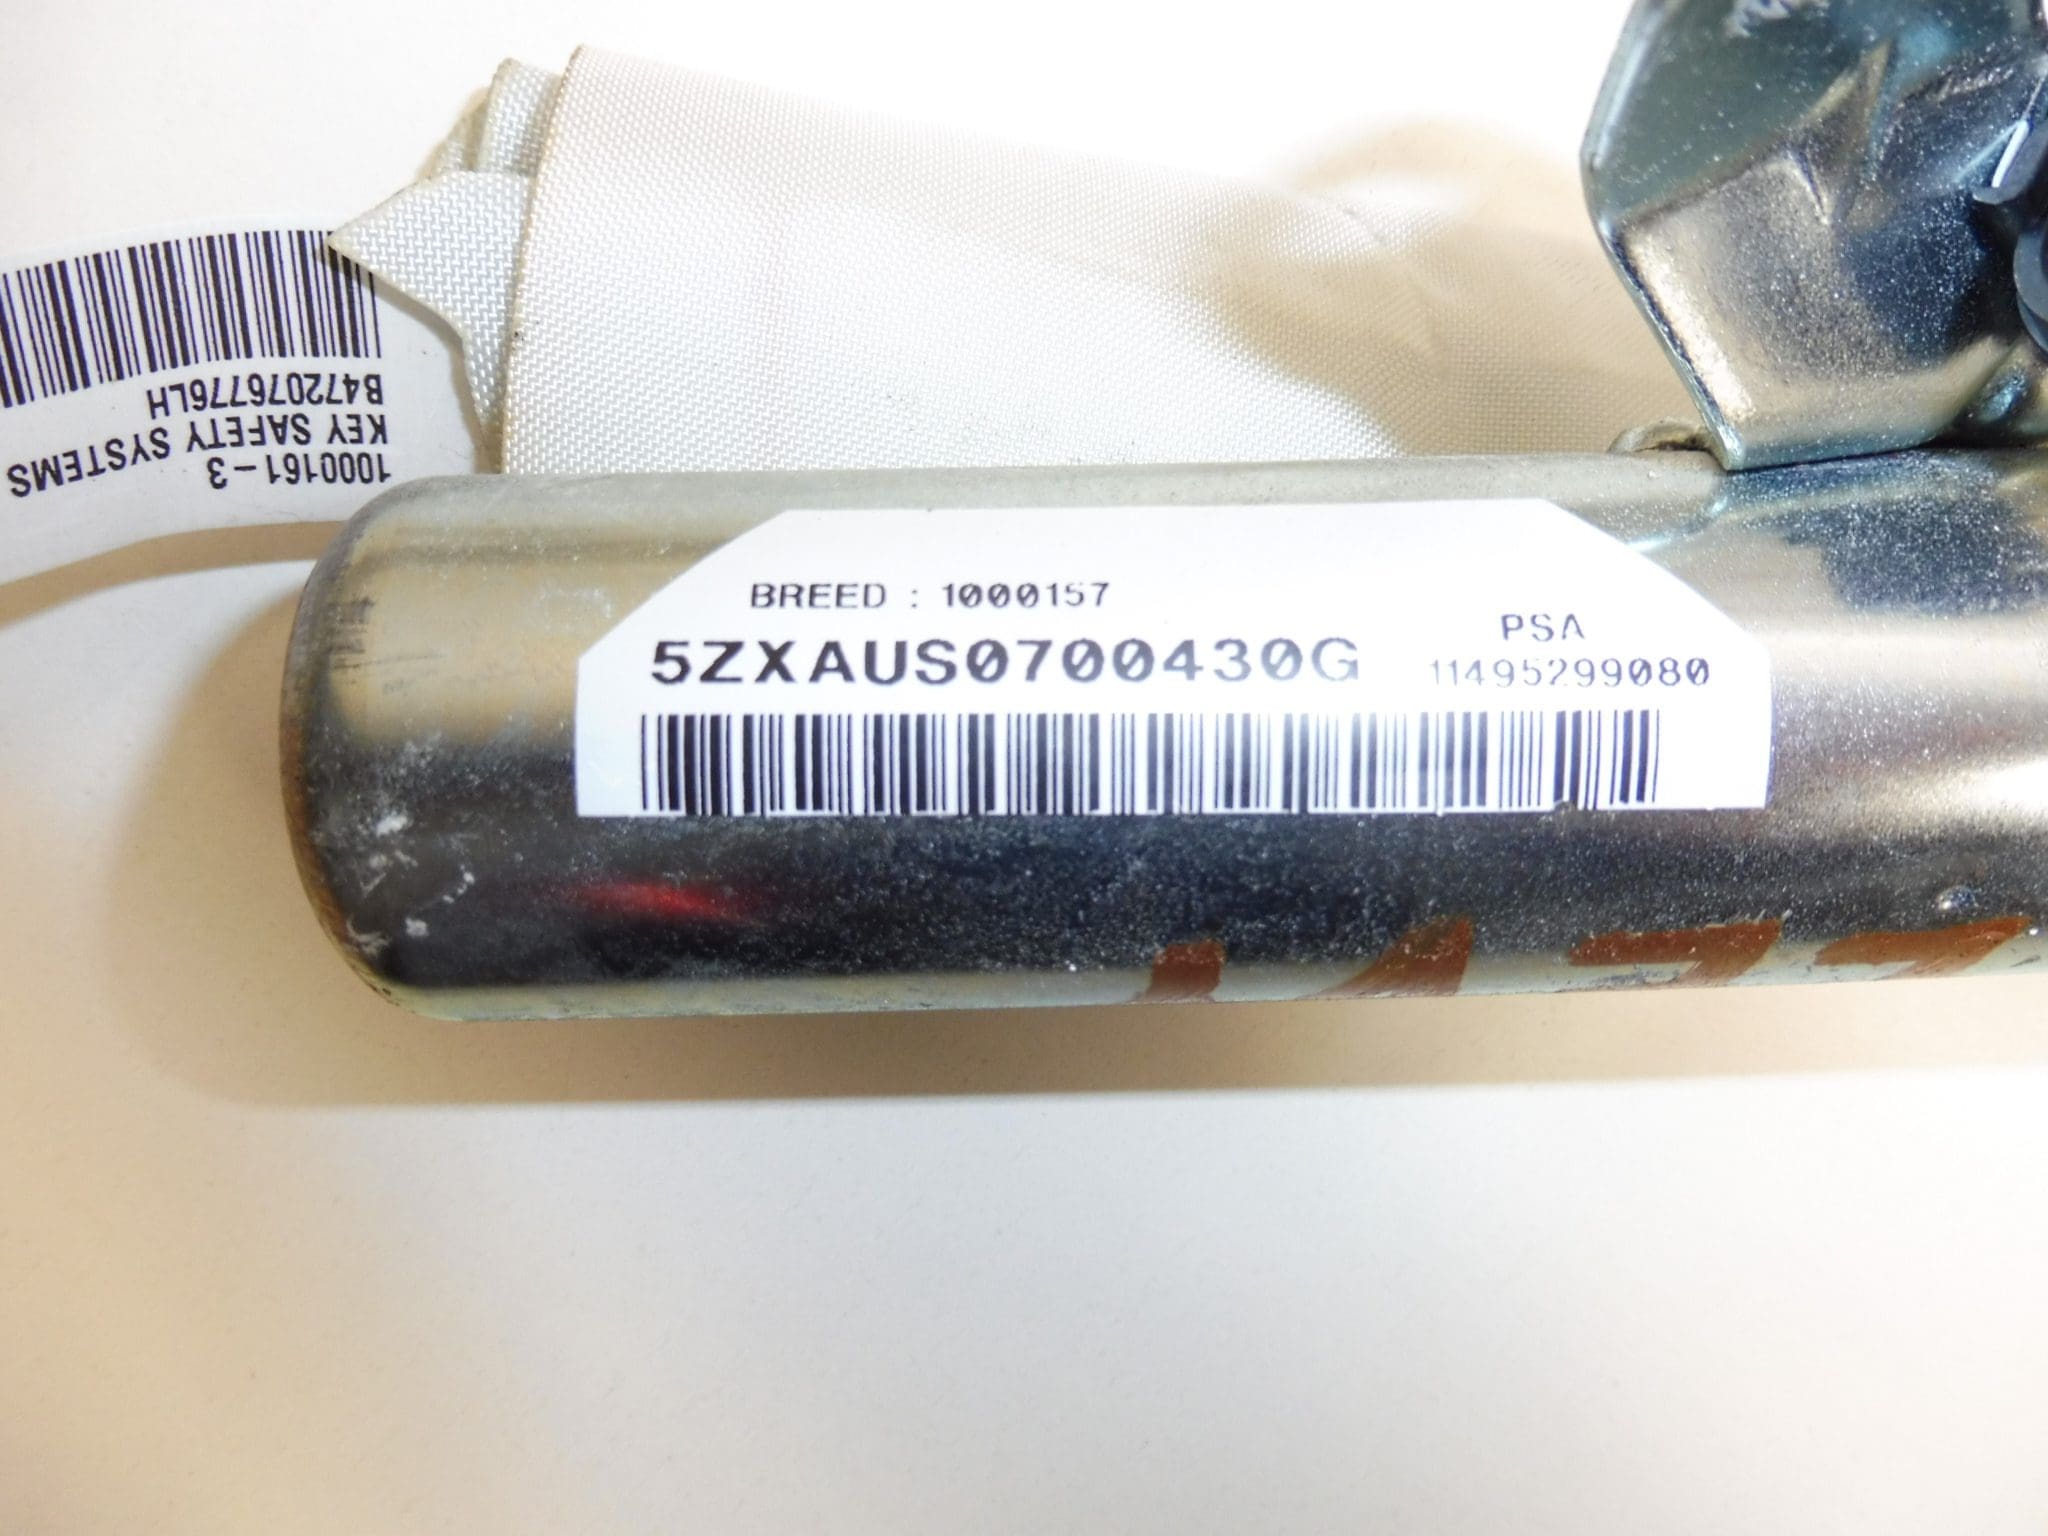 1000161-3
KEY SAFETY SYSTEMS
B472076776LH
BREED : 1000157
5ZXAUS0700430G
PSA
11495299080